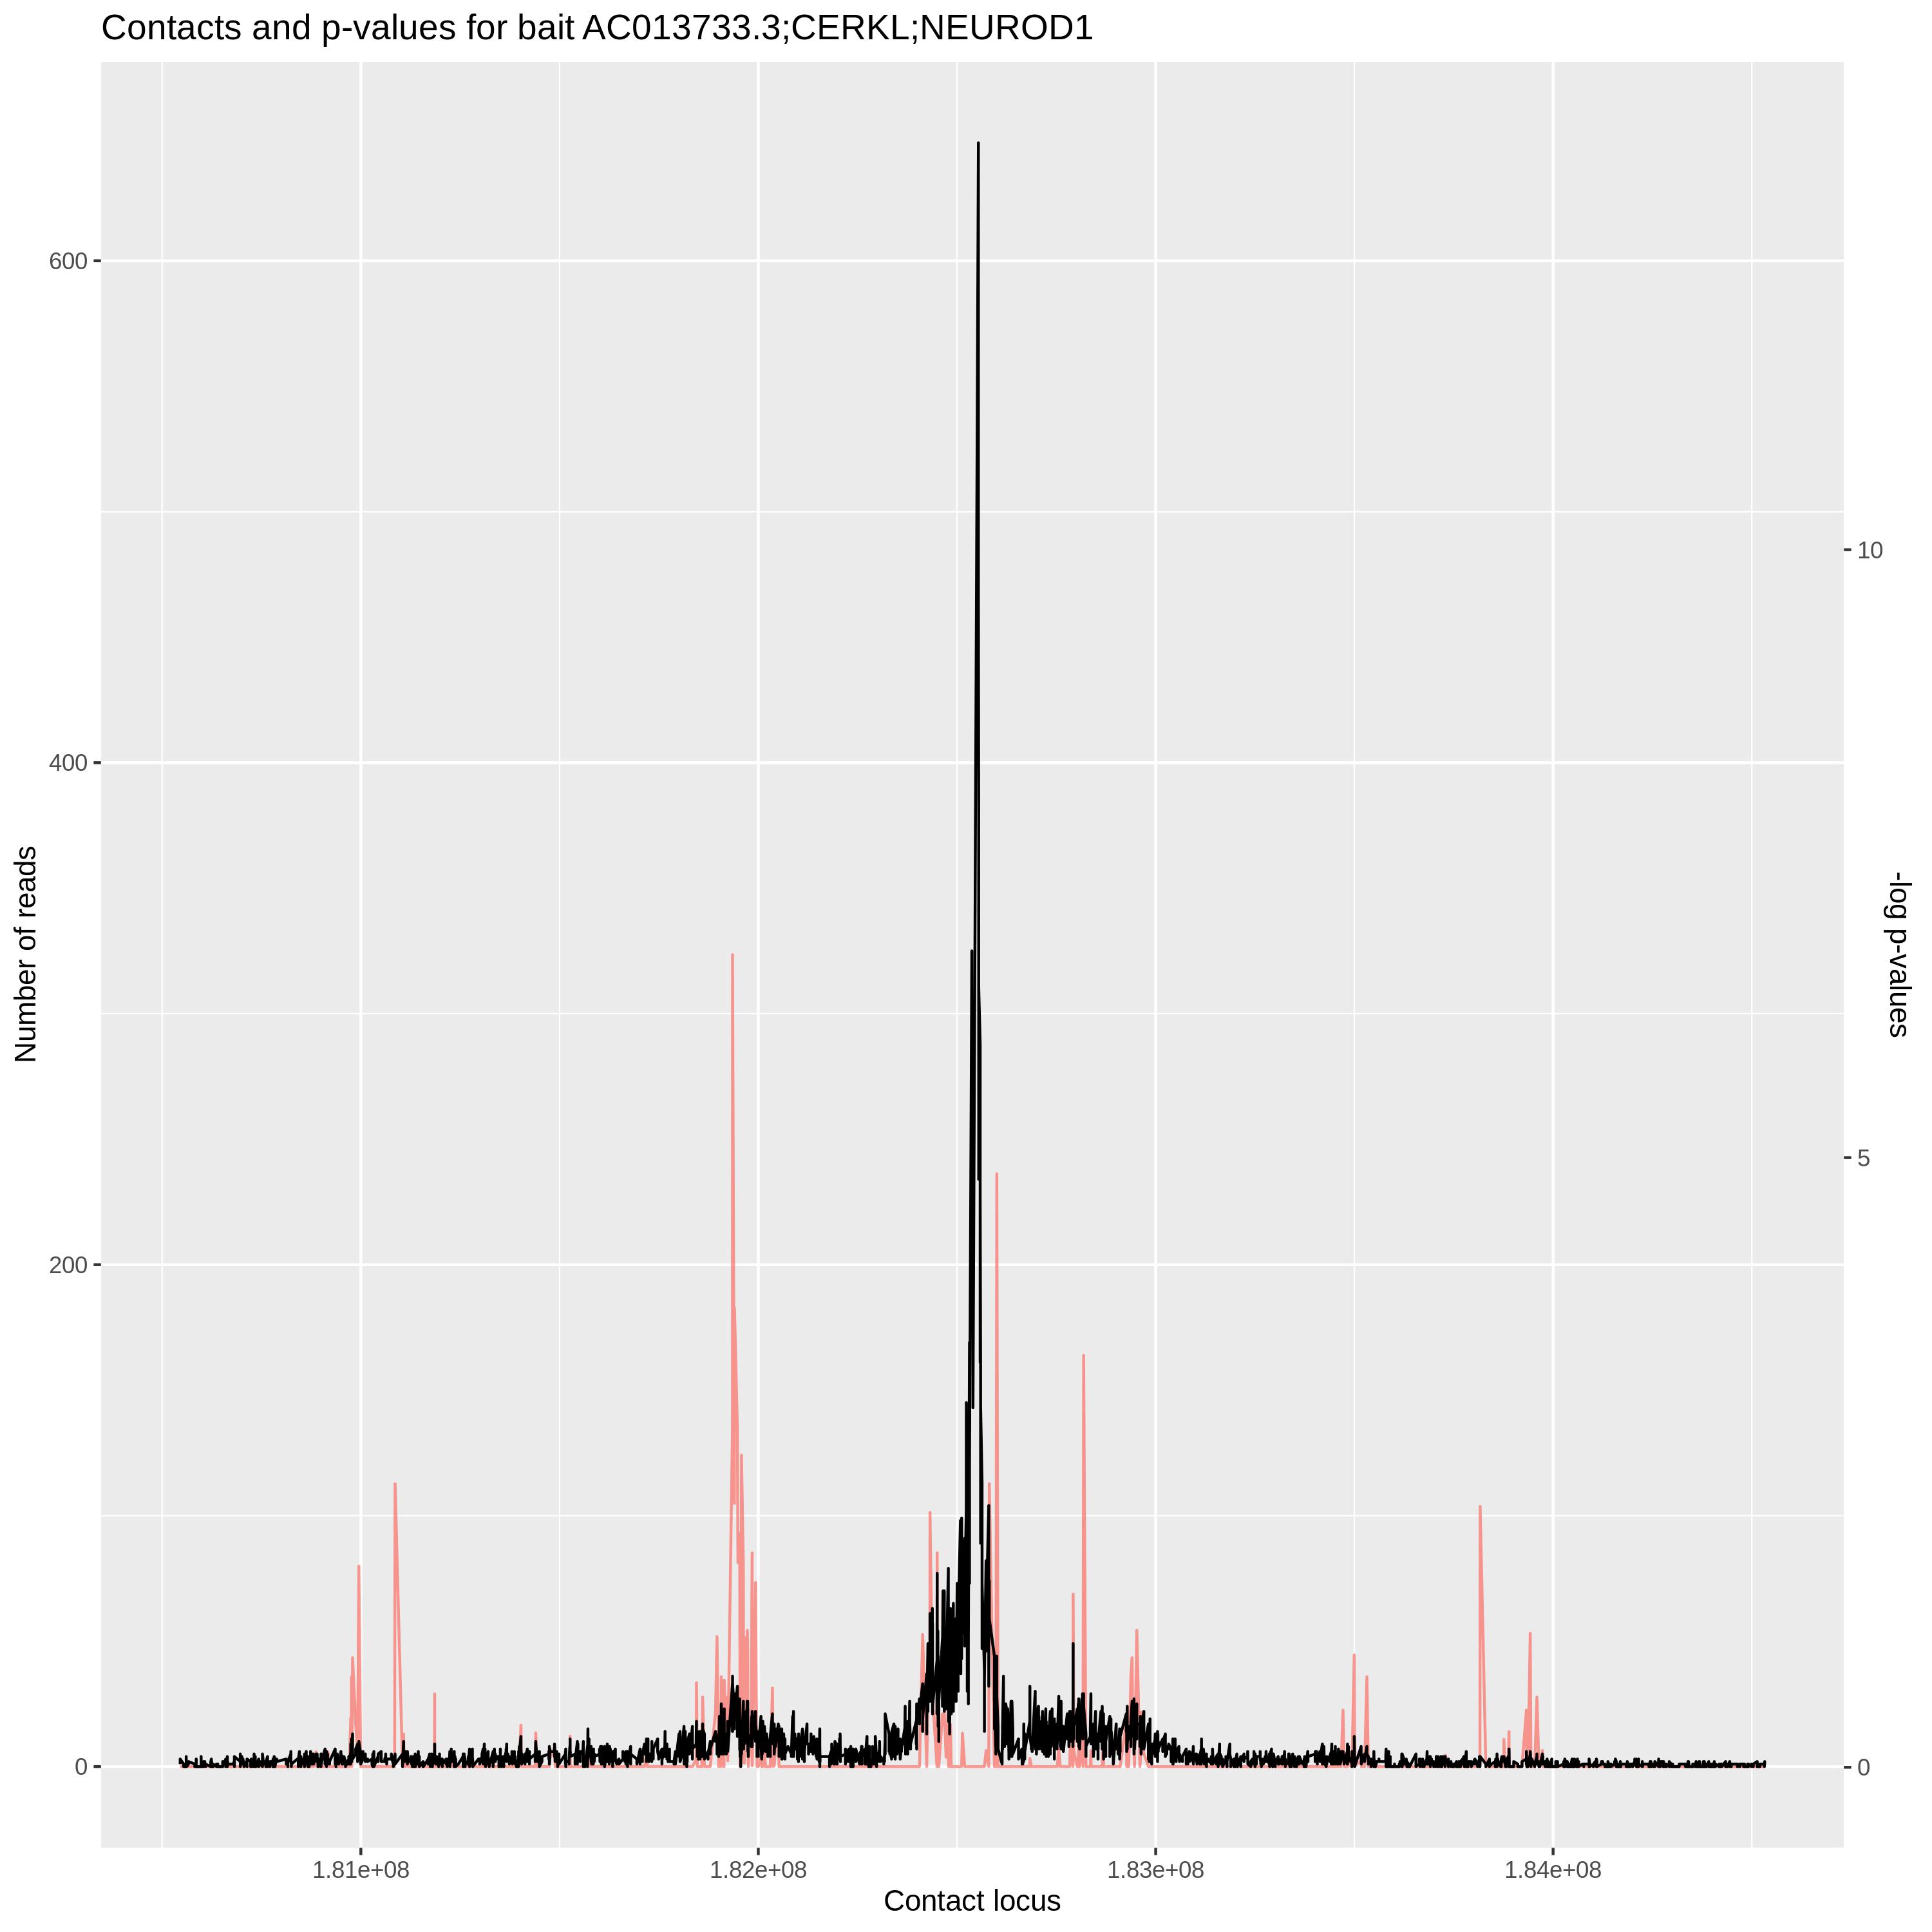 Contacts and p-values for bait AC013733.3;CERKL;NEUROD1
600
400
200
0
Number of reads
10
5
0
-log p-values
1.81e+08
1.82e+08
1.83e+08
1.84e+08
Contact locus